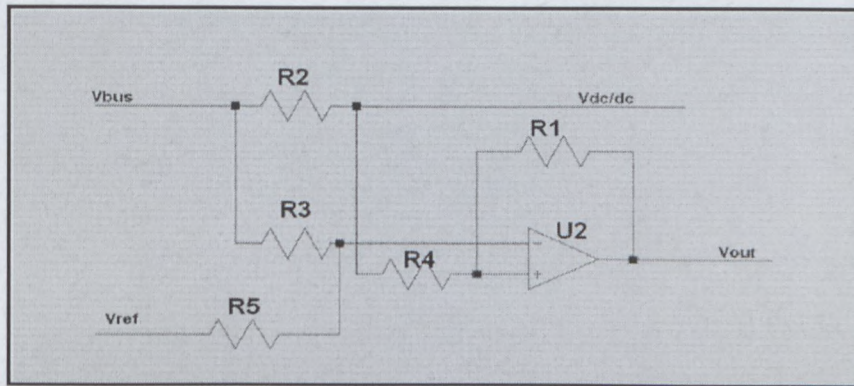 R2
Vbus
Vdc/dc
R1
R3
U2
R4
Vout
R5
Vref